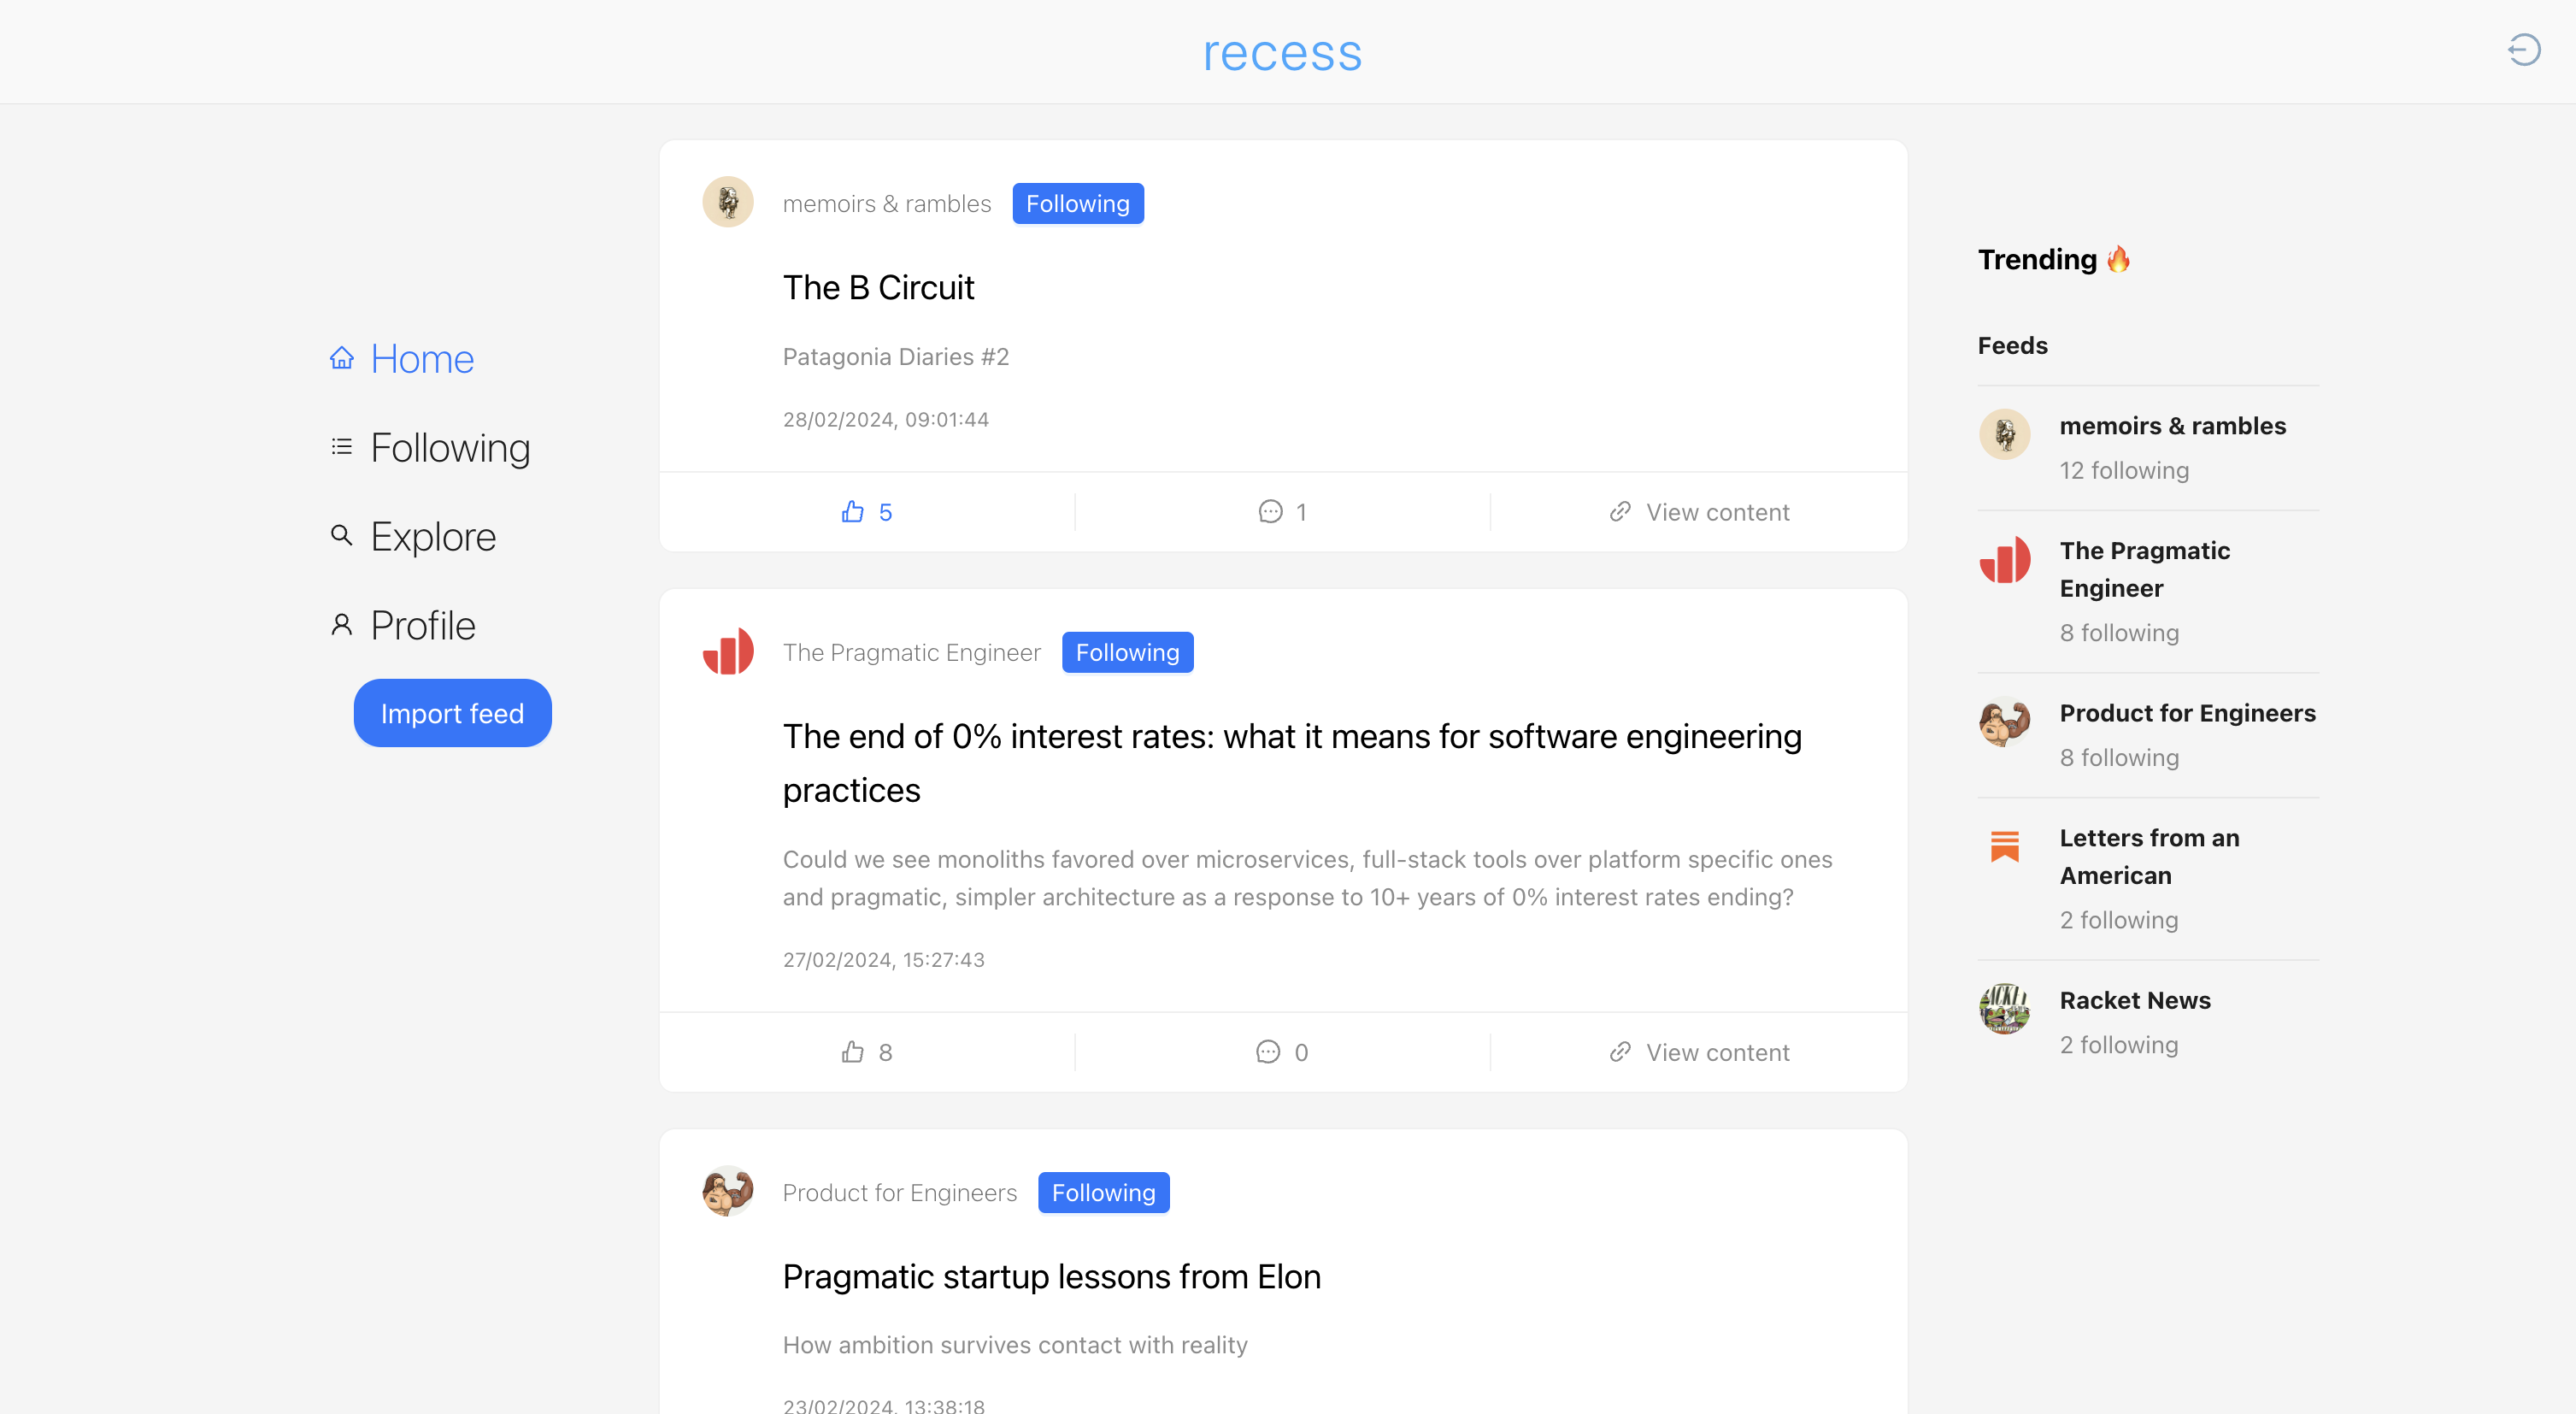 recess
Home
Following
Explore
Profile
Import feed
memoirs & rambles
Following
The B Circuit
Patagonia Diaries #2
28/02/2024, 09:01:44
5
1
View content
The Pragmatic Engineer
Following
The end of 0% interest rates: what it means for software engineering
practices
Could we see monoliths favored over microservices, full-stack tools over platform specific ones
and pragmatic, simpler architecture as a response to 10+ years of 0% interest rates ending?
27/02/2024, 15:27:43
8
0
View content
Product for Engineers
Following
Pragmatic startup lessons from Elon
How ambition survives contact with reality
23/02/2024, 13:38:18
Trending 🔥
Feeds
memoirs & rambles
12 following
The Pragmatic
Engineer
8 following
Product for Engineers
8 following
Letters from an
American
2 following
Racket News
2 following